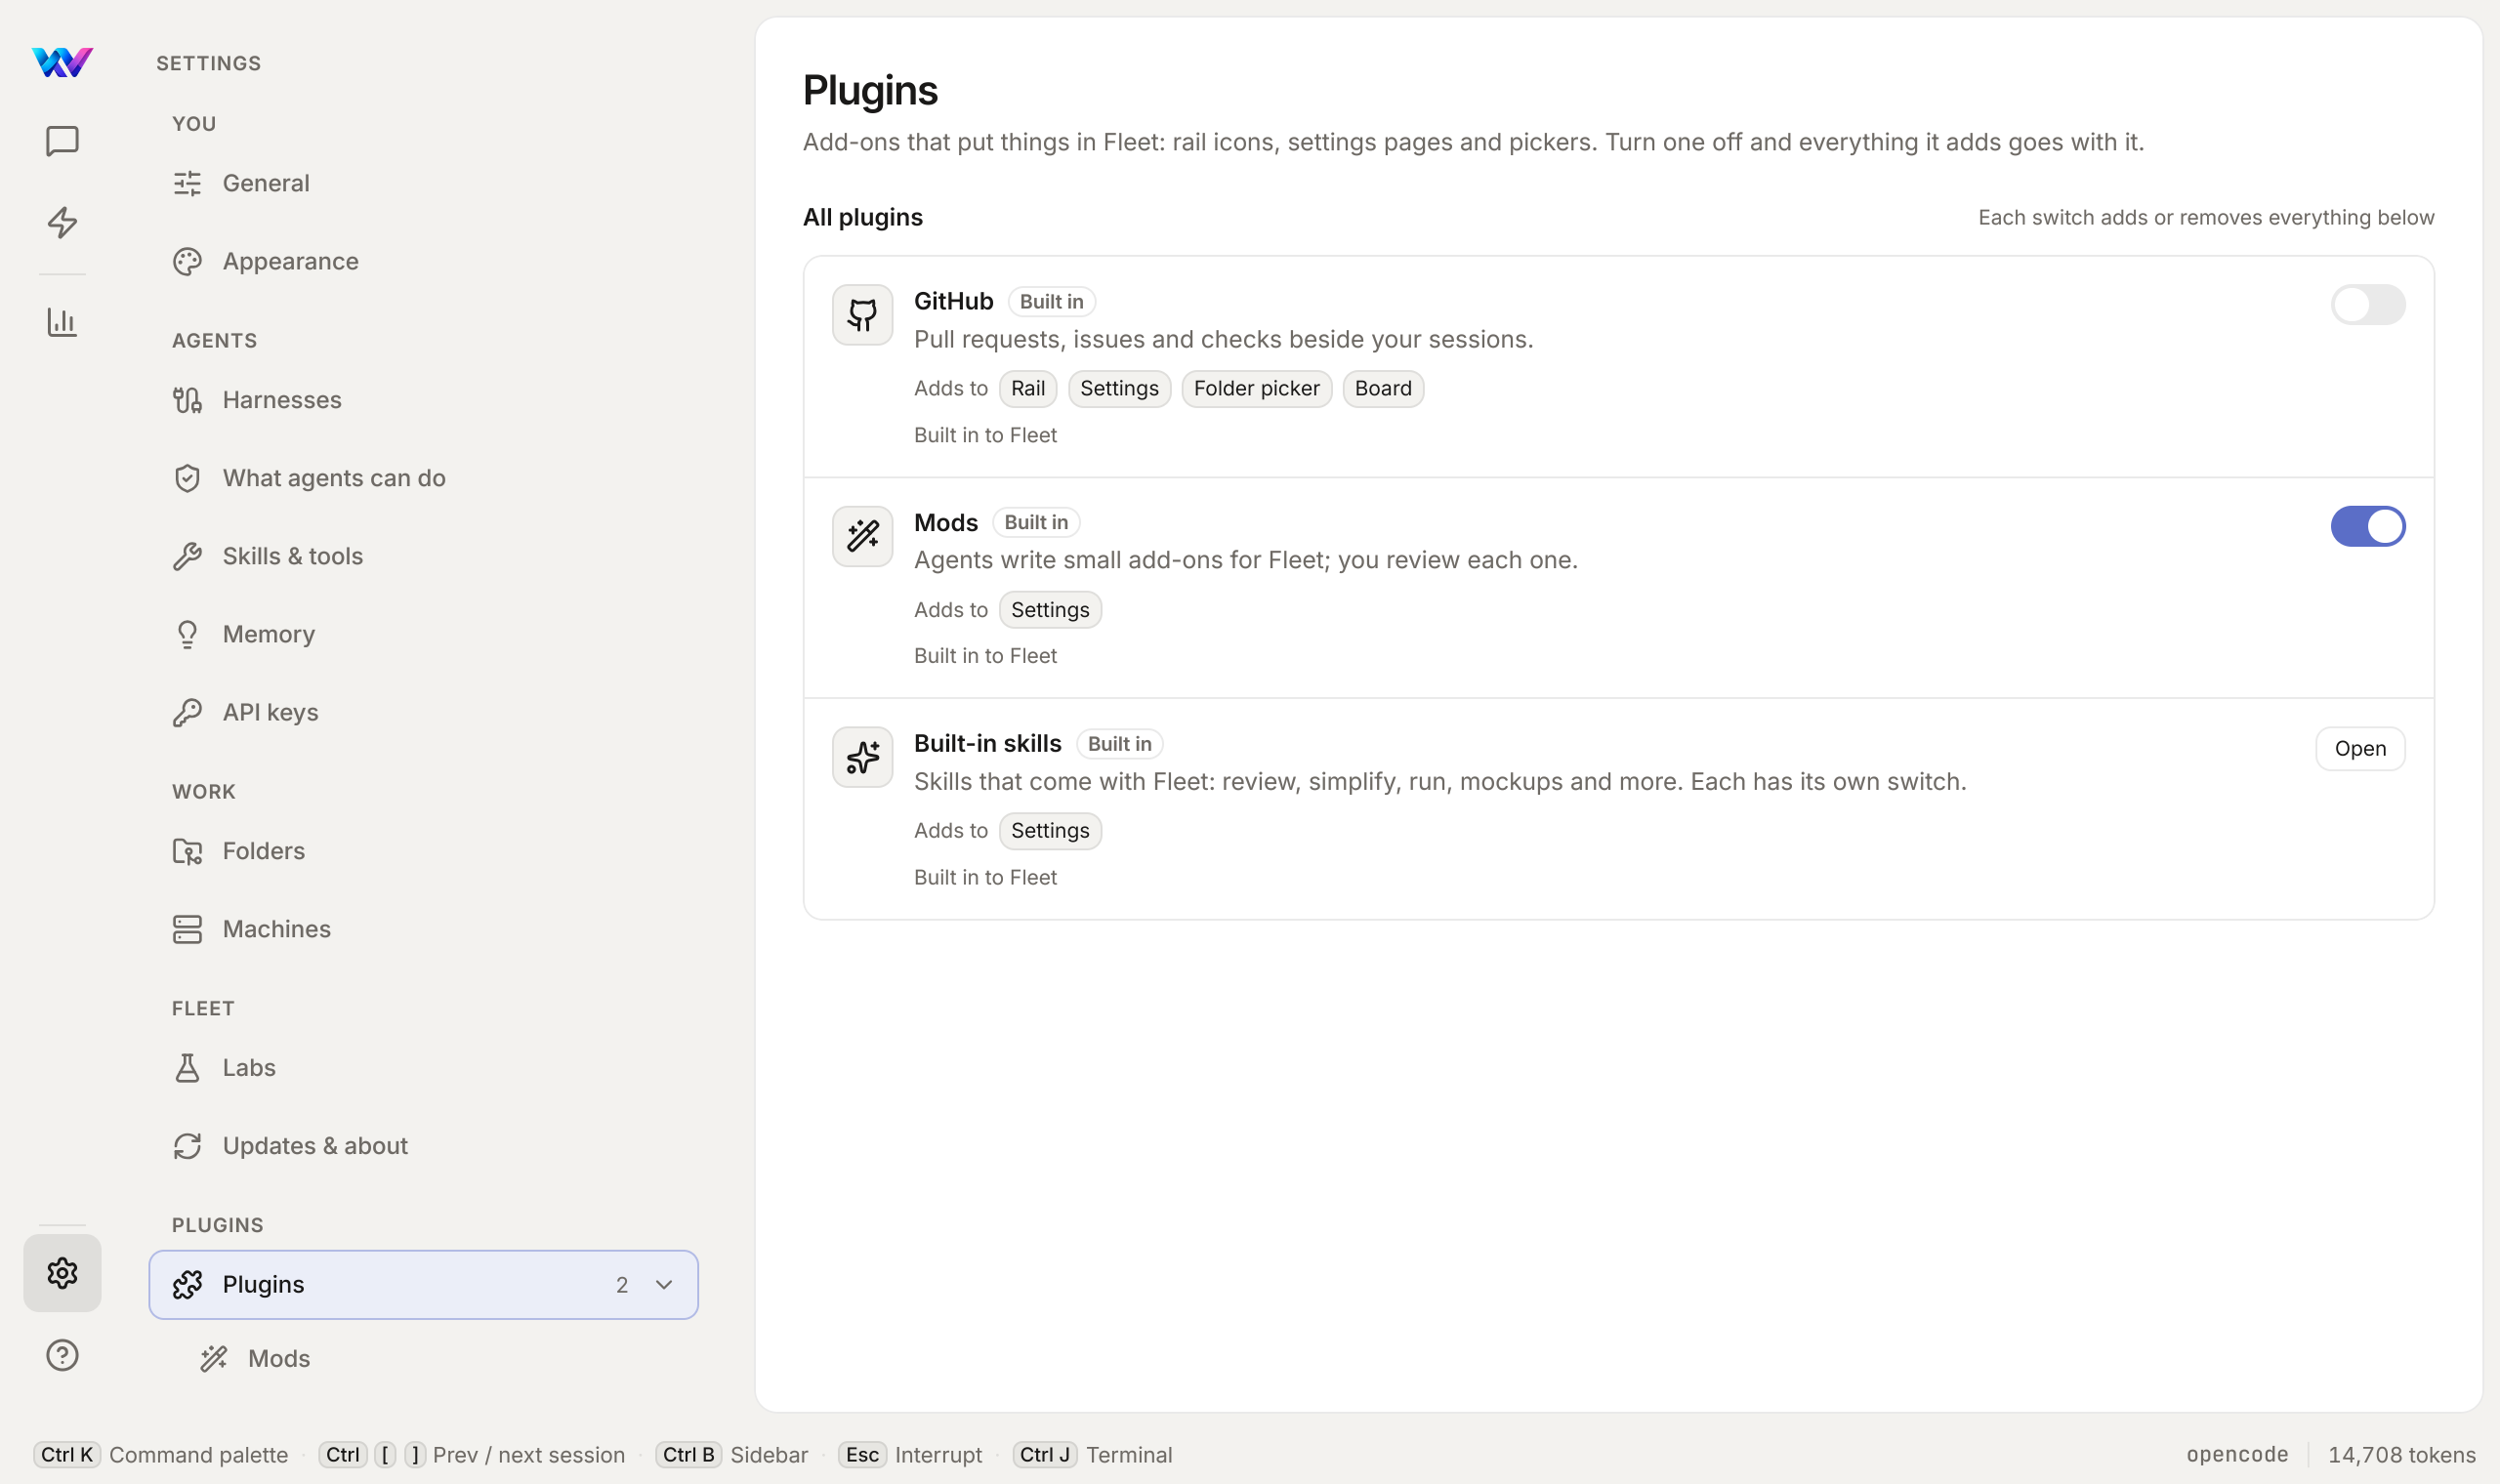 SETTINGS
YOU
General
Appearance
AGENTS
Harnesses
What agents can do
Skills & tools
Memory
API keys
WORK
Folders
Machines
FLEET
Labs
Updates & about
PLUGINS
Plugins 2
Mods
Plugins
Add-ons that put things in Fleet: rail icons, settings pages and pickers. Turn one off and everything it adds goes with it.
All plugins
Each switch adds or removes everything below
GitHub Built in
Pull requests, issues and checks beside your sessions.
Adds to Rail Settings Folder picker Board
Built in to Fleet
Mods Built in
Agents write small add-ons for Fleet; you review each one.
Adds to Settings
Built in to Fleet
Built-in skills Built in
Open
Skills that come with Fleet: review, simplify, run, mockups and more. Each has its own switch.
Adds to Settings
Built in to Fleet
Ctrl K Command palette · Ctrl [ ] Prev / next session · Ctrl B Sidebar · Esc Interrupt · Ctrl J Terminal
opencode 14,708 tokens